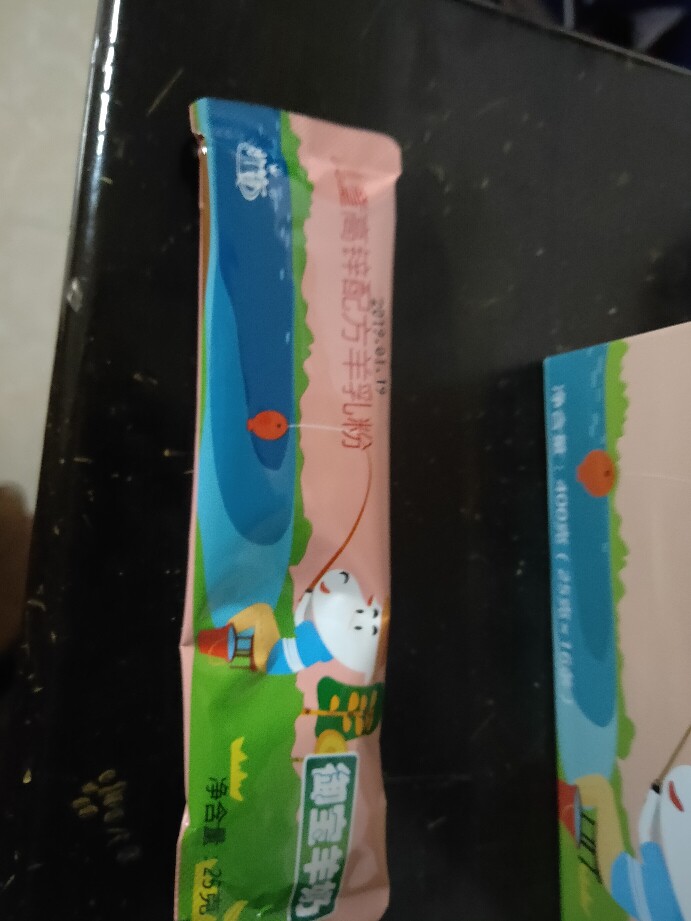 高锌配方羊乳粉
2019.01.19
御宝羊奶
净含量:25克
净含量:400克(25克×16条)